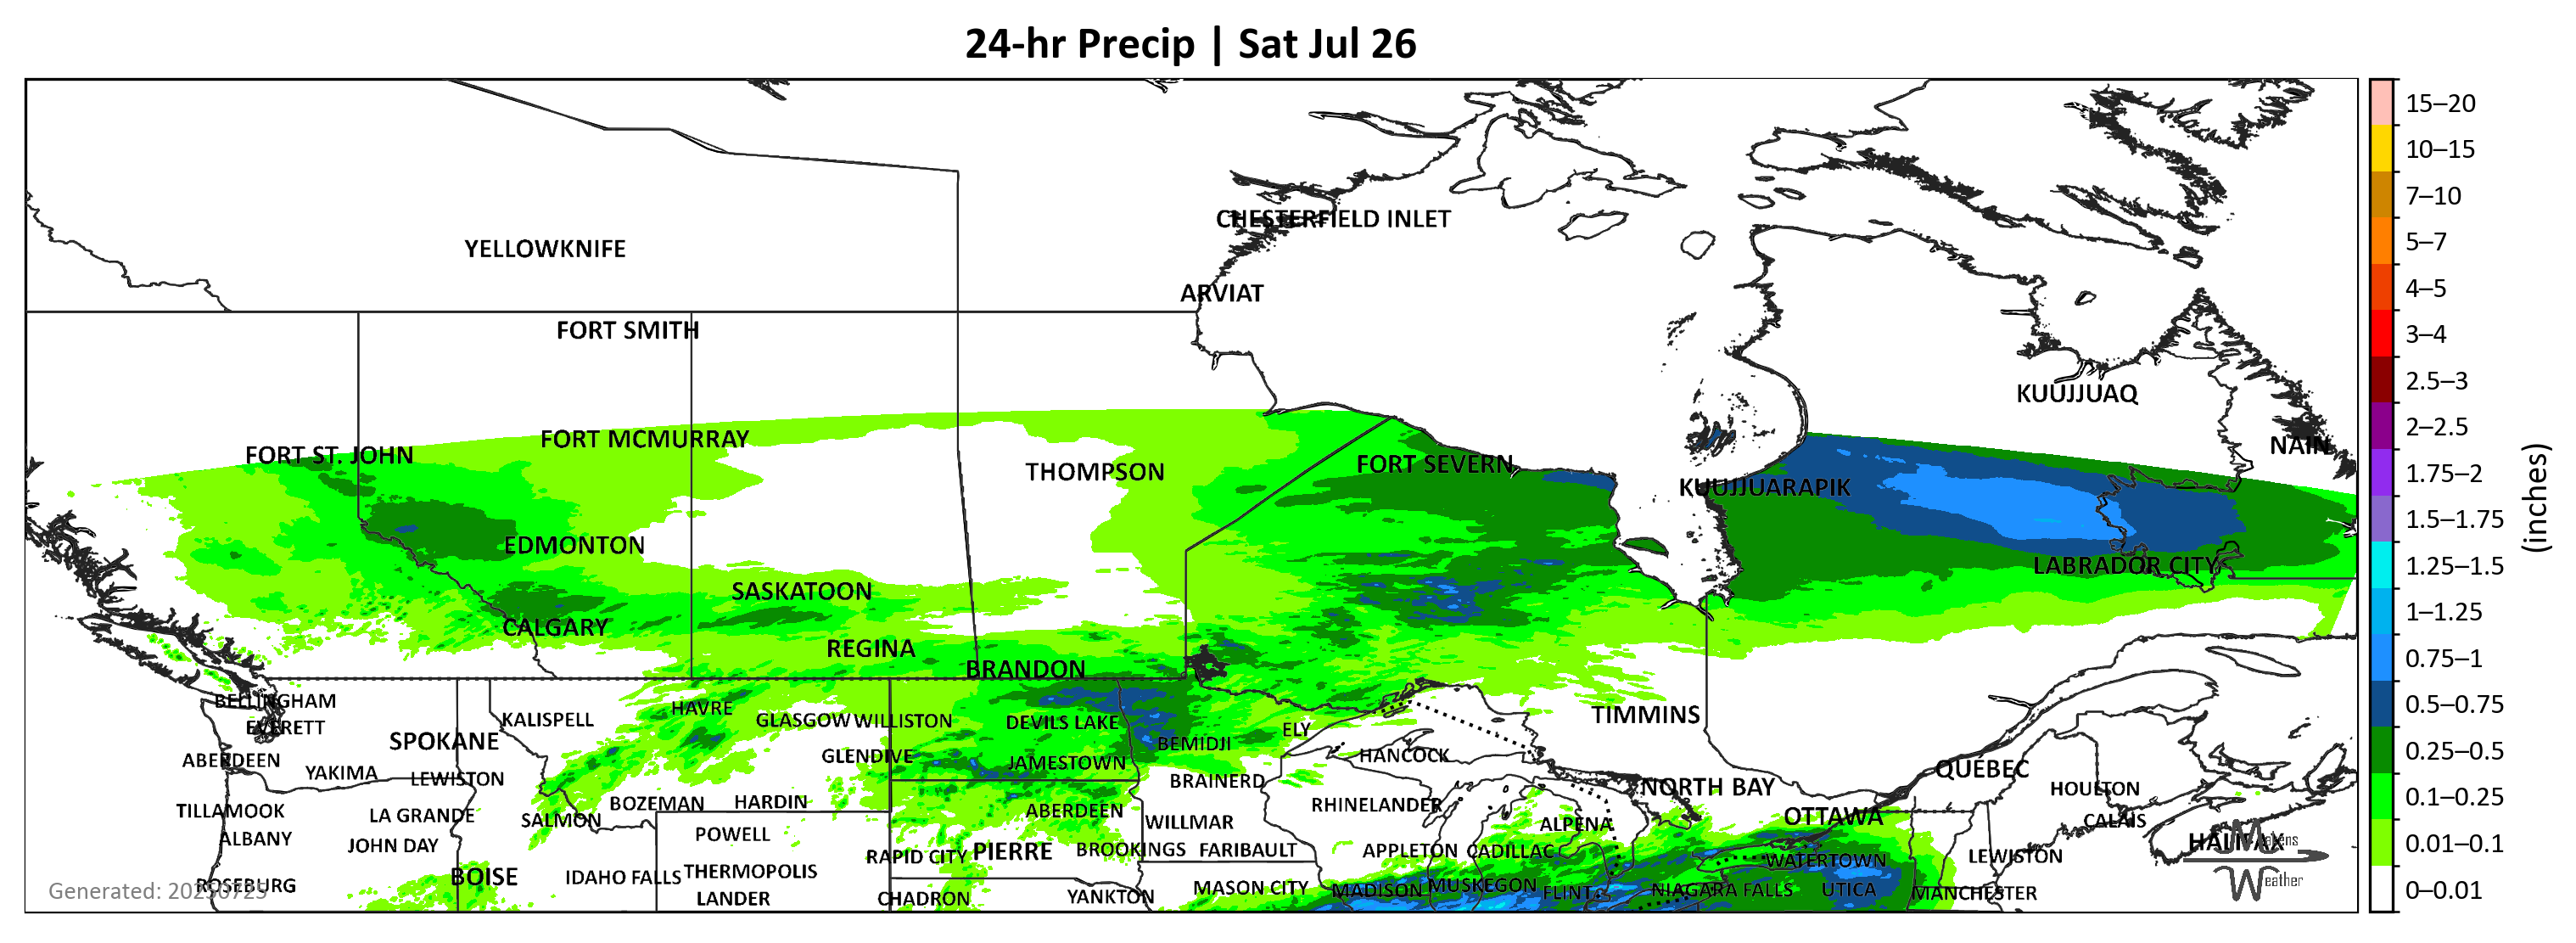 24-hr Precip | Sat Jul 26
15–20
10–15
7–10
5–7
4–5
3–4
2.5–3
2–2.5
1.75–2
1.5–1.75
1.25–1.5
1–1.25
0.75–1
0.5–0.75
0.25–0.5
0.1–0.25
0.01–0.1
0–0.01
(inches)
CHESTERFIELD INLET
YELLOWKNIFE
ARVIAT
FORT SMITH
KUUJJUAQ
FORT MCMURRAY
NAIN
FORT ST. JOHN
FORT SEVERN
THOMPSON
KUUJJUARAPIK
EDMONTON
LABRADOR CITY
SASKATOON
CALGARY
REGINA
BRANDON
BELLINGHAM
HAVRE
TIMMINS
KALISPELL
GLASGOW WILLISTON
DEVILS LAKE
EVERETT
ELY
SPOKANE
BEMIDJI
HANCOCK
GLENDIVE
ABERDEEN
JAMESTOWN
QUEBEC
YAKIMA
LEWISTON
BRAINERD
NORTH BAY
HOULTON
BOZEMAN
HARDIN
RHINELANDER
TILLAMOOK
LA GRANDE
ABERDEEN
SALMON
WILLMAR
ALPENA
OTTAWA
CALAIS
ALBANY
POWELL
HALIFAX
JOHN DAY
RAPID CITY
PIERRE
BROOKINGS
FARIBAULT
APPLETON
CADILLAC
WATERTOWN
LEWISTON
BOISE
IDAHO FALLS
THERMOPOLIS
ROSEBURG
MASON CITY
MADISON
MUSKEGON
FLINT
NIAGARA FALLS
UTICA
MANCHESTER
LANDER
CHADRON
YANKTON
Generated: 20250725
Makens
Weather